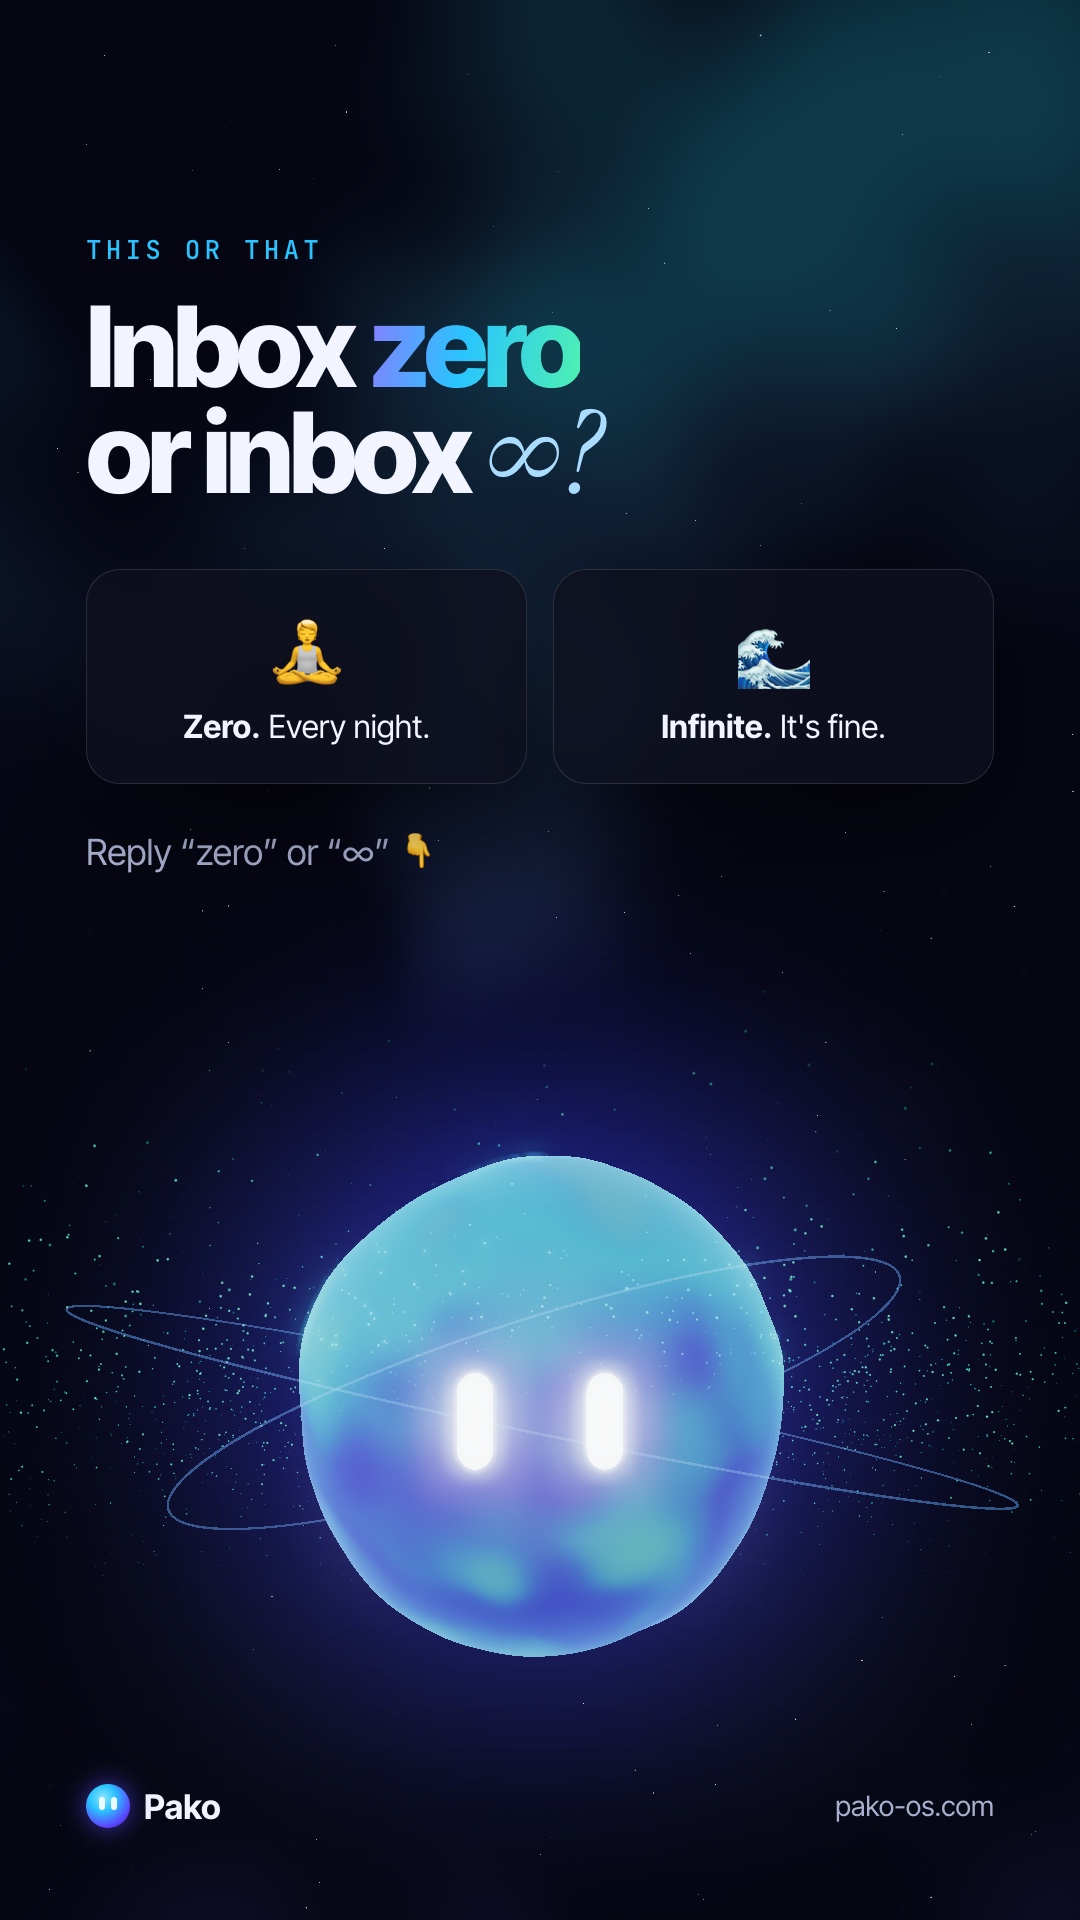 THIS OR THAT
Inbox zero
or inbox ∞?
Zero. Every night.
Infinite. It's fine.
Reply “zero” or “∞” 👇
Pako
pako-os.com